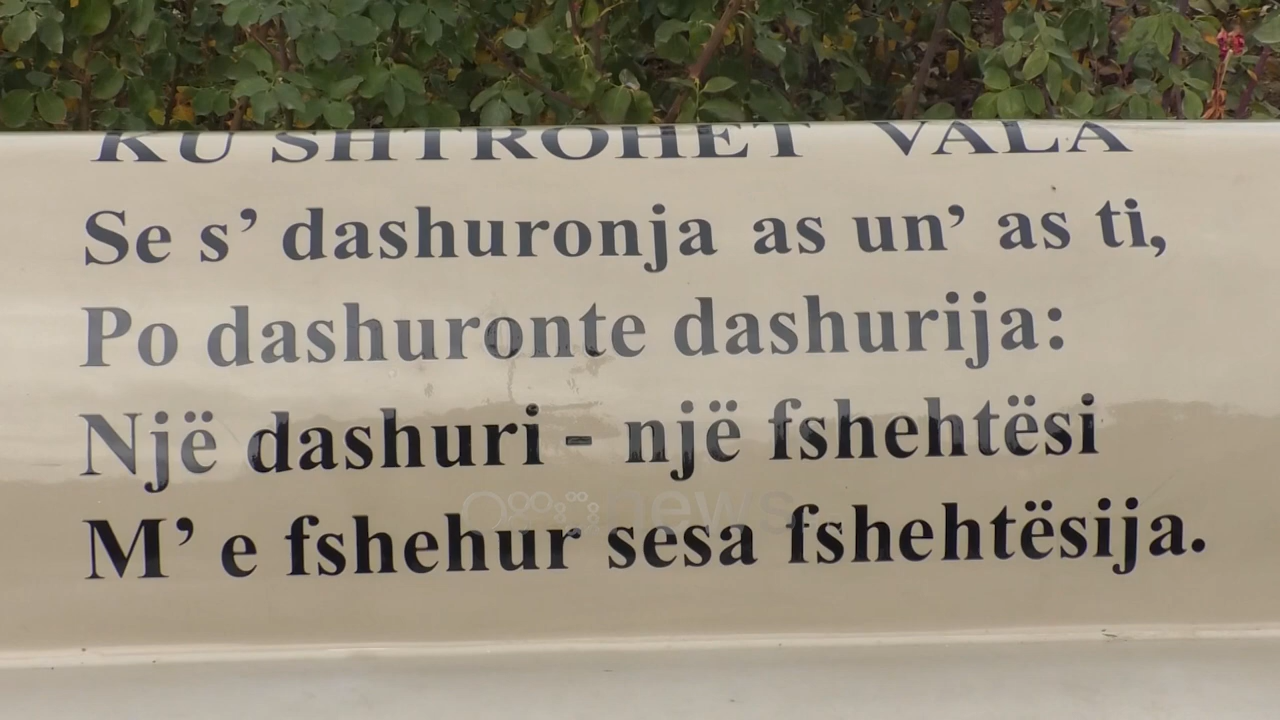 KU SHTROHET VALA
Se s’ dashuronja as un’ as ti,
Po dashuronte dashurija:
Një dashuri - një fshehtësi
M’ e fshehur sesa fshehtësija.
news